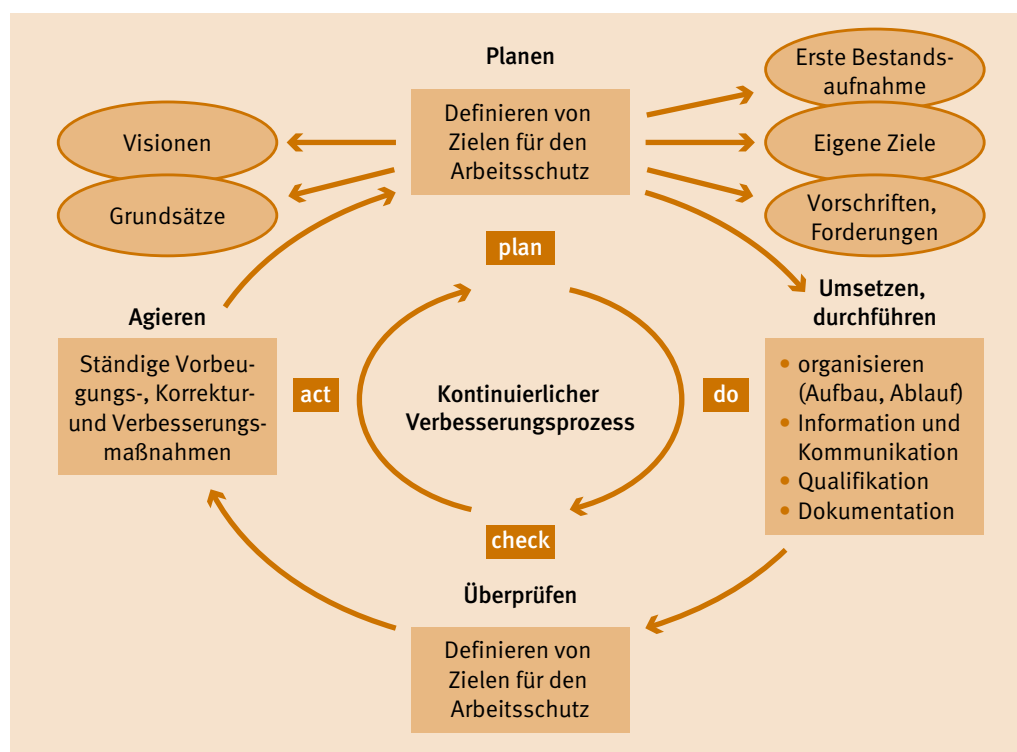 Planen
Definieren von
Zielen für den
Arbeitsschutz
Visionen
Grundsätze
Erste Bestands-
aufnahme
Eigene Ziele
Vorschriften,
Forderungen
plan
Umsetzen,
durchführen
• organisieren
(Aufbau, Ablauf)
• Information und
Kommunikation
• Qualifikation
• Dokumentation
do
Agieren
Ständige Vorbeu-
gungs-, Korrektur-
und Verbesserungs-
maßnahmen
act
Kontinuierlicher
Verbesserungsprozess
check
Überprüfen
Definieren von
Zielen für den
Arbeitsschutz